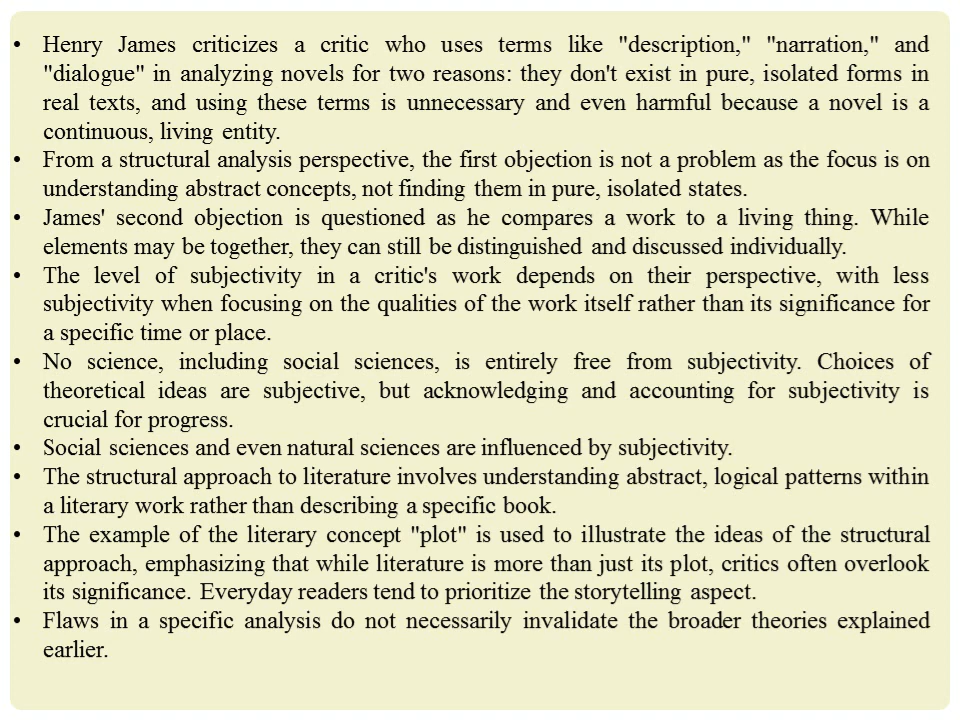 • Henry James criticizes a critic who uses terms like "description," "narration," and
"dialogue" in analyzing novels for two reasons: they don't exist in pure, isolated forms in
real texts, and using these terms is unnecessary and even harmful because a novel is a
continuous, living entity.
• From a structural analysis perspective, the first objection is not a problem as the focus is on
understanding abstract concepts, not finding them in pure, isolated states.
• James' second objection is questioned as he compares a work to a living thing. While
elements may be together, they can still be distinguished and discussed individually.
• The level of subjectivity in a critic's work depends on their perspective, with less
subjectivity when focusing on the qualities of the work itself rather than its significance for
a specific time or place.
• No science, including social sciences, is entirely free from subjectivity. Choices of
theoretical ideas are subjective, but acknowledging and accounting for subjectivity is
crucial for progress.
• Social sciences and even natural sciences are influenced by subjectivity.
• The structural approach to literature involves understanding abstract, logical patterns within
a literary work rather than describing a specific book.
• The example of the literary concept "plot" is used to illustrate the ideas of the structural
approach, emphasizing that while literature is more than just its plot, critics often overlook
its significance. Everyday readers tend to prioritize the storytelling aspect.
• Flaws in a specific analysis do not necessarily invalidate the broader theories explained
earlier.